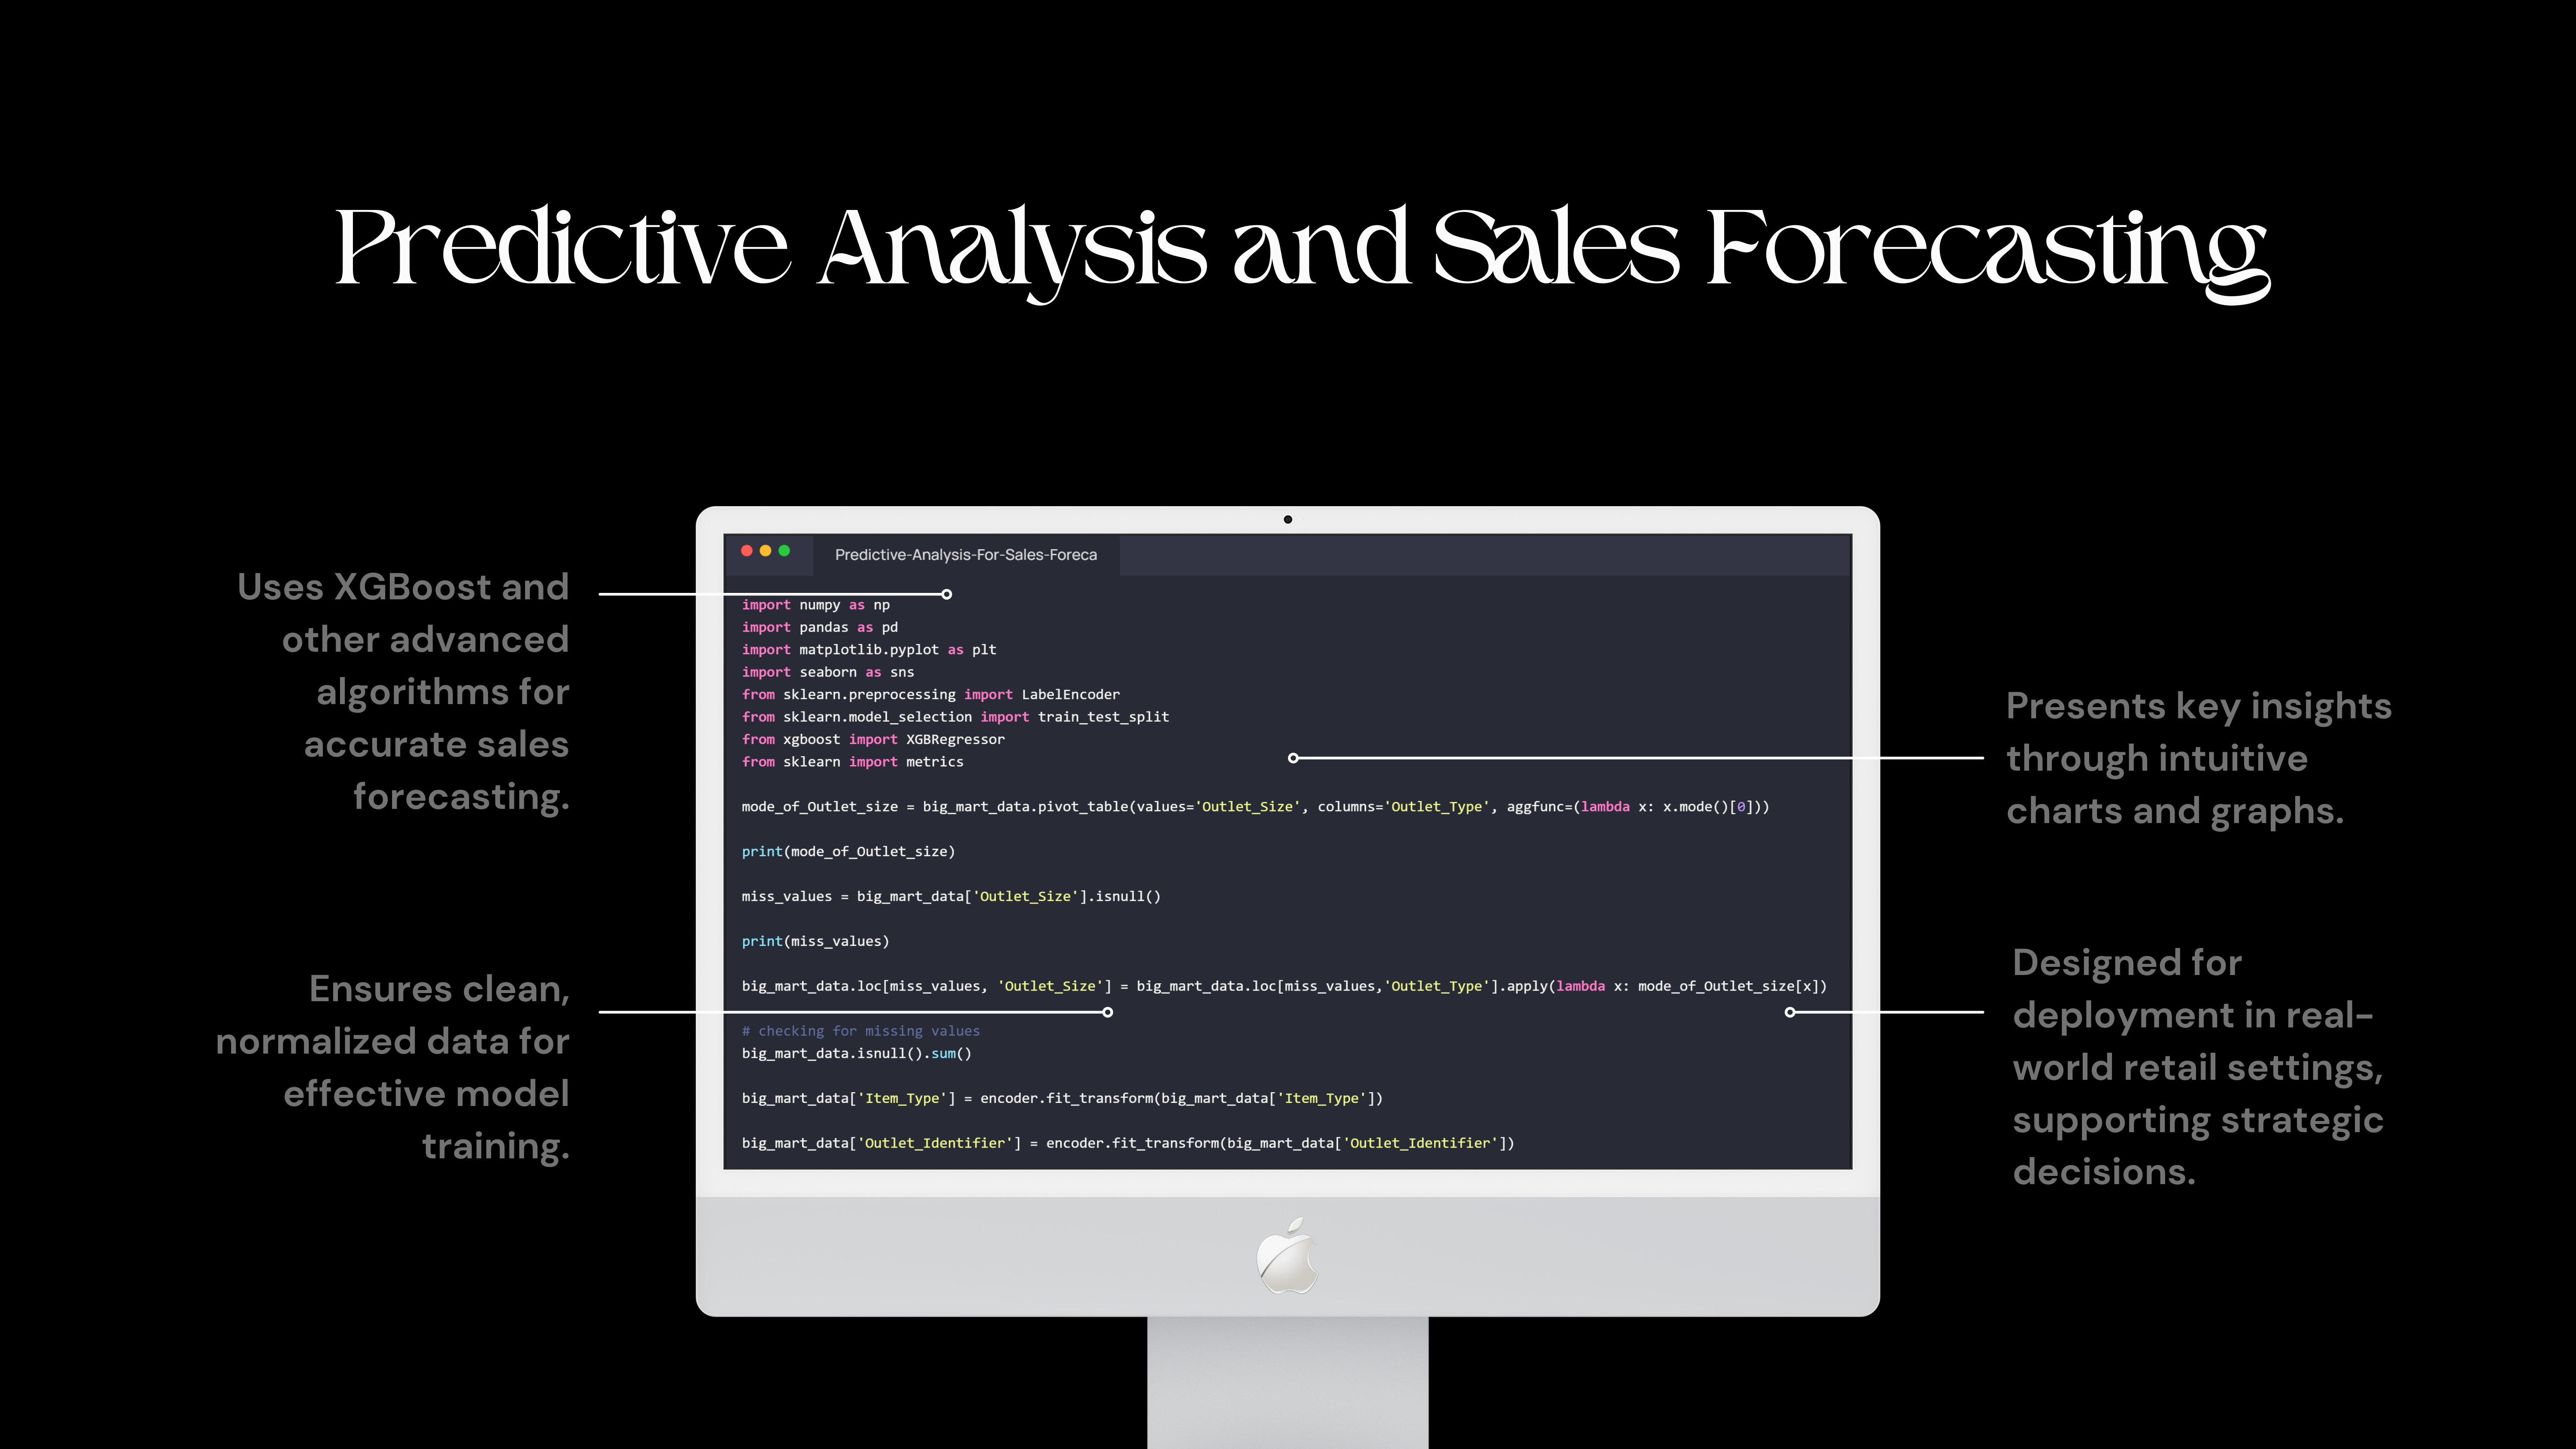 Predictive Analysis and Sales Forecasting
Uses XGBoost and
other advanced
algorithms for
accurate sales
forecasting.
Ensures clean,
normalized data for
effective model
training.
Predictive-Analysis-For-Sales-Foreca
import numpy as np
import pandas as pd
import matplotlib.pyplot as plt
import seaborn as sns
from sklearn.preprocessing import LabelEncoder
from sklearn.model_selection import train_test_split
from xgboost import XGBRegressor
from sklearn import metrics
mode_of_Outlet_size = big_mart_data.pivot_table(values='Outlet_Size', columns='Outlet_Type', aggfunc=(lambda x: x.mode()[0]))
print(mode_of_Outlet_size)
miss_values = big_mart_data['Outlet_Size'].isnull()
print(miss_values)
big_mart_data.loc[miss_values, 'Outlet_Size'] = big_mart_data.loc[miss_values,'Outlet_Type'].apply(lambda x: mode_of_Outlet_size[x])
# checking for missing values
big_mart_data.isnull().sum()
big_mart_data['Item_Type'] = encoder.fit_transform(big_mart_data['Item_Type'])
big_mart_data['Outlet_Identifier'] = encoder.fit_transform(big_mart_data['Outlet_Identifier'])
Presents key insights
through intuitive
charts and graphs.
Designed for
deployment in real-
world retail settings,
supporting strategic
decisions.